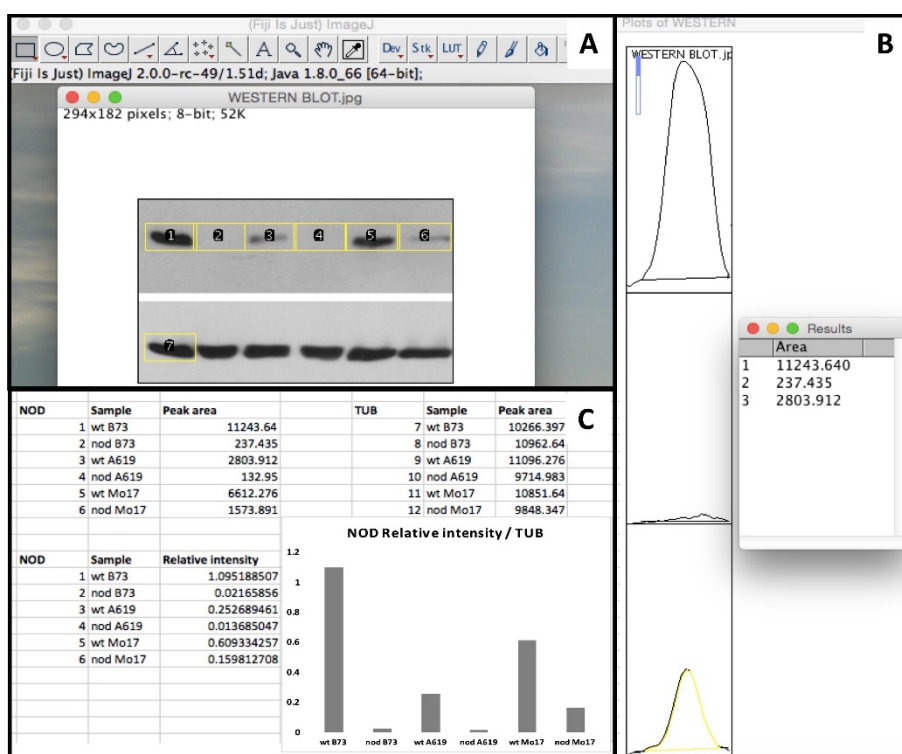 (Fiji Is Just) ImageJ
A
Dev Stk LUT
(Fiji Is Just) ImageJ 2.0.0-rc-49/1.51d; Java 1.8.0_66 [64-bit];
WESTERN BLOT.jpg
294x182 pixels; 8-bit; 52K
1 2 3 4 5 6
7
Plots of WESTERN
B
WESTERN BLOT.jp
Results
Area
1 11243.640
2 237.435
3 2803.912
C
NOD Sample Peak area TUB Sample Peak area
1 wt B73 11243.64 7 wt B73 10266.397
2 nod B73 237.435 8 nod B73 10962.64
3 wt A619 2803.912 9 wt A619 11096.276
4 nod A619 132.95 10 nod A619 9714.983
5 wt Mo17 6612.276 11 wt Mo17 10851.64
6 nod Mo17 1573.891 12 nod Mo17 9848.347
NOD Sample Relative intensity
1 wt B73 1.095188507
2 nod B73 0.02165856
3 wt A619 0.252689461
4 nod A619 0.013685047
5 wt Mo17 0.609334257
6 nod Mo17 0.159812708
NOD Relative intensity / TUB
1.2
1
0.8
0.6
0.4
0.2
0
wt B73 nod B73 wt A619 nod A619 wt Mo17 nod Mo17